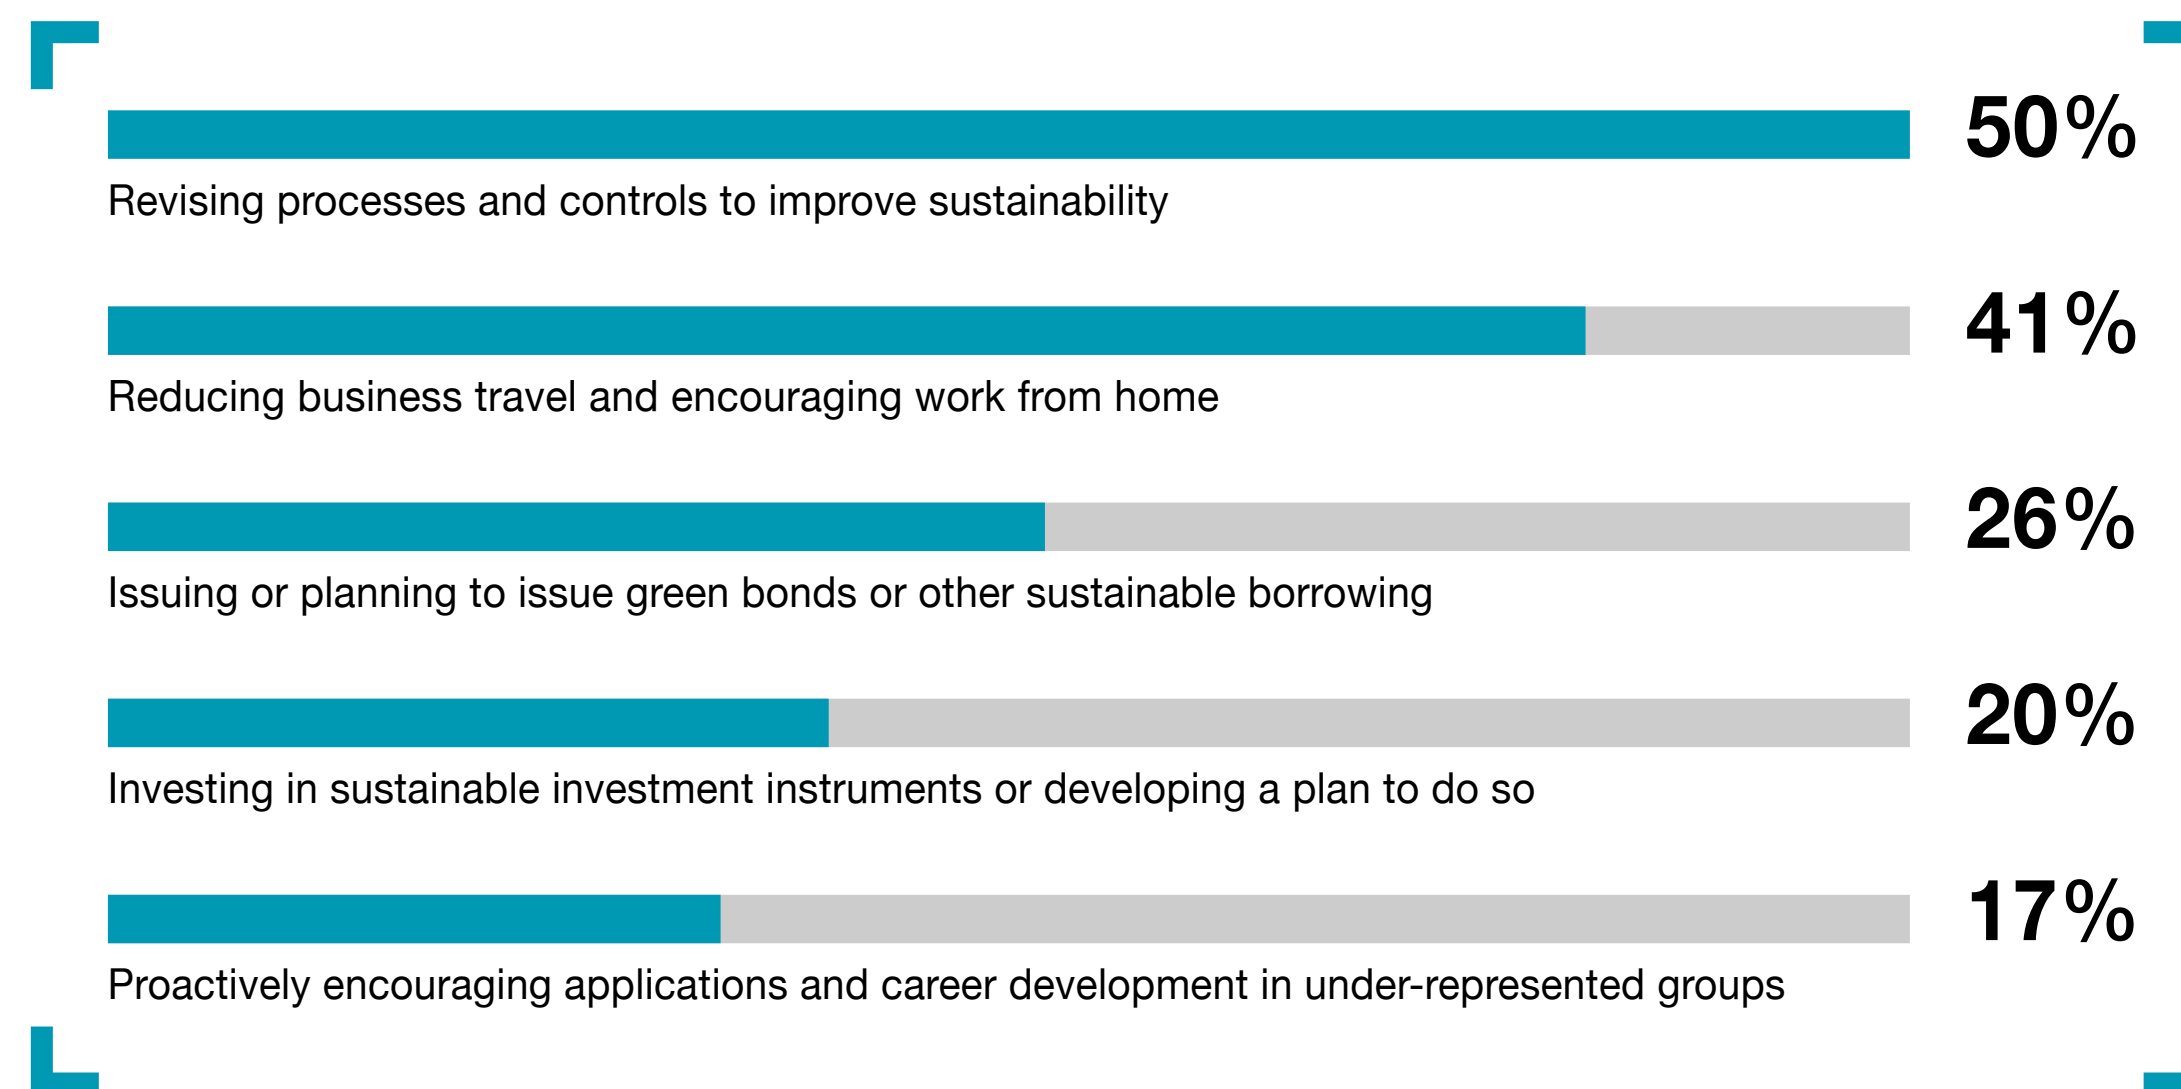 50%
Revising processes and controls to improve sustainability
41%
Reducing business travel and encouraging work from home
26%
Issuing or planning to issue green bonds or other sustainable borrowing
20%
Investing in sustainable investment instruments or developing a plan to do so
17%
Proactively encouraging applications and career development in under-represented groups